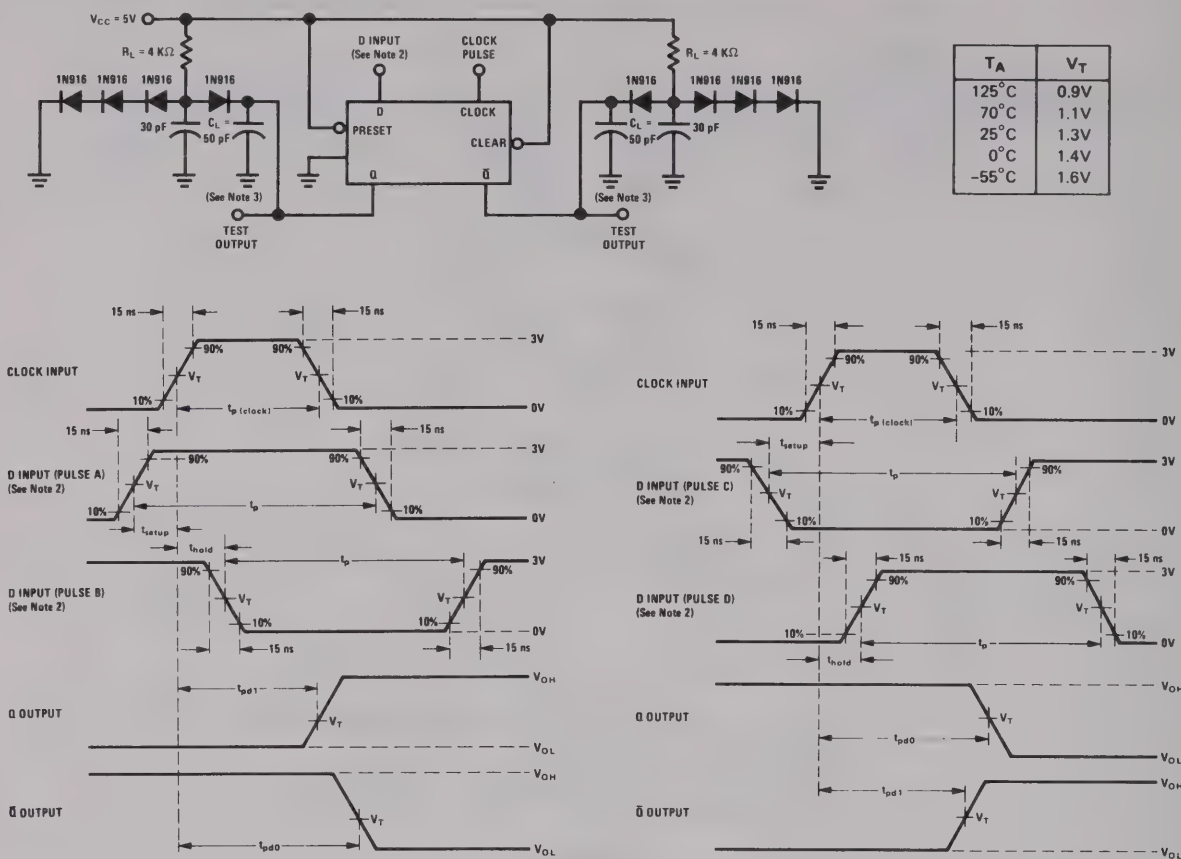 VCC = 5V
RL = 4 KΩ
D INPUT
(See Note 2)
CLOCK
PULSE
RL = 4 KΩ
1N916 1N916 1N916 1N916
1N916 1N916 1N916 1N916
D
CLOCK
PRESET
CLEAR
Q
Q̄
30 pF
CL =
50 pF
CL =
50 pF
30 pF
(See Note 3)
TEST
OUTPUT
(See Note 3)
TEST
OUTPUT
TA VT
125°C 0.9V
70°C 1.1V
25°C 1.3V
0°C 1.4V
-55°C 1.6V
15 ns
15 ns
CLOCK INPUT
90% 90%
3V
VT VT
10% 10%
tp (clock)
0V
15 ns
15 ns
D INPUT (PULSE A)
(See Note 2)
90% 90%
3V
VT VT
10% 10%
tp
0V
tsetup
thold
D INPUT (PULSE B)
(See Note 2)
90% 90%
3V
tp
VT VT
10% 10%
0V
15 ns
15 ns
Q OUTPUT
tpd1
VT
VOH
VOL
Q̄ OUTPUT
VOH
VT
tpd0
VOL
15 ns
15 ns
CLOCK INPUT
90% 90%
3V
VT VT
10% 10%
tp(clock)
0V
tsetup
D INPUT (PULSE C)
(See Note 2)
90% 90%
3V
tp
VT VT
10% 10%
0V
15 ns
15 ns
15 ns
15 ns
D INPUT (PULSE D)
(See Note 2)
90% 90%
3V
VT VT
10% 10%
tp
0V
thold
Q OUTPUT
VOH
VT
tpd0
VOL
Q̄ OUTPUT
tpd1
VT
VOH
VOL